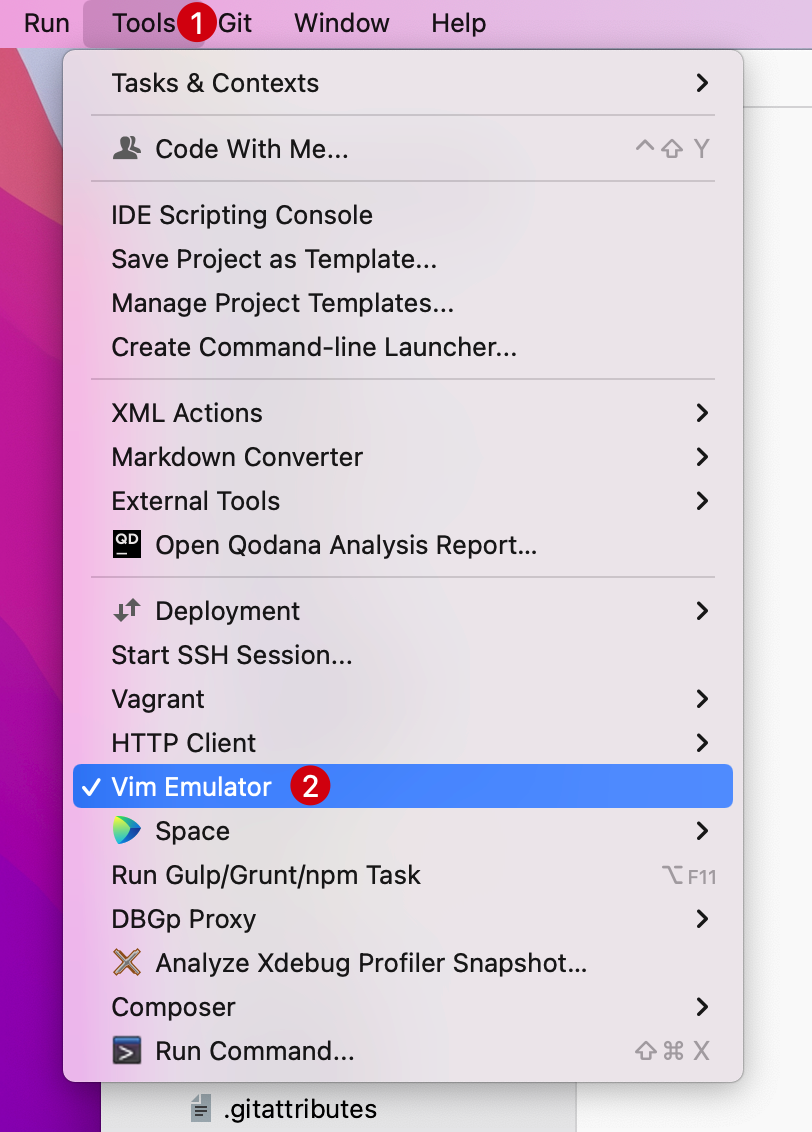 Run Tools 1 Git Window Help
Tasks & Contexts
Code With Me... ^⇧ Y
IDE Scripting Console
Save Project as Template...
Manage Project Templates...
Create Command-line Launcher...
XML Actions
Markdown Converter
External Tools
QD Open Qodana Analysis Report...
Deployment
Start SSH Session...
Vagrant
HTTP Client
✓ Vim Emulator 2
Space
Run Gulp/Grunt/npm Task ⌥F11
DBGp Proxy
Analyze Xdebug Profiler Snapshot...
Composer
Run Command... ⇧⌘ X
.gitattributes